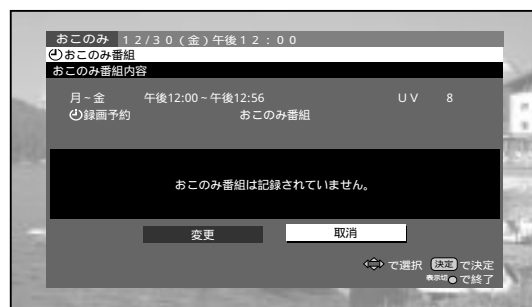 おこのみ 12/30(金)午後12:00
おこのみ番組
おこのみ番組内容
月~金 午後12:00~午後12:56 UV 8
録画予約 おこのみ番組
おこのみ番組は記録されていません。
変更 取消
で選択 決定 で決定
表示切 で終了